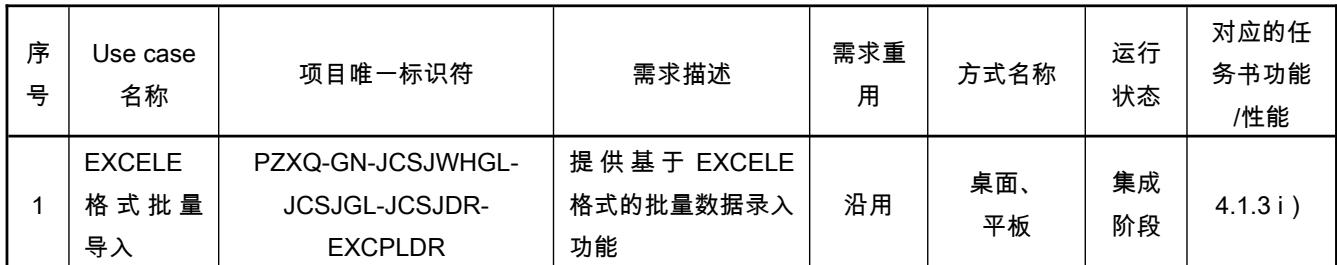 序号
Use case 名称
项目唯一标识符
需求描述
需求重用
方式名称
运行状态
对应的任务书功能/性能
1
EXCELE
格式批量
导入
PZXQ-GN-JCSJWHGL-
JCSJGL-JCSJDR-
EXCPLDR
提供基于 EXCELE
格式的批量数据录入
功能
沿用
桌面、
平板
集成
阶段
4.1.3 i )